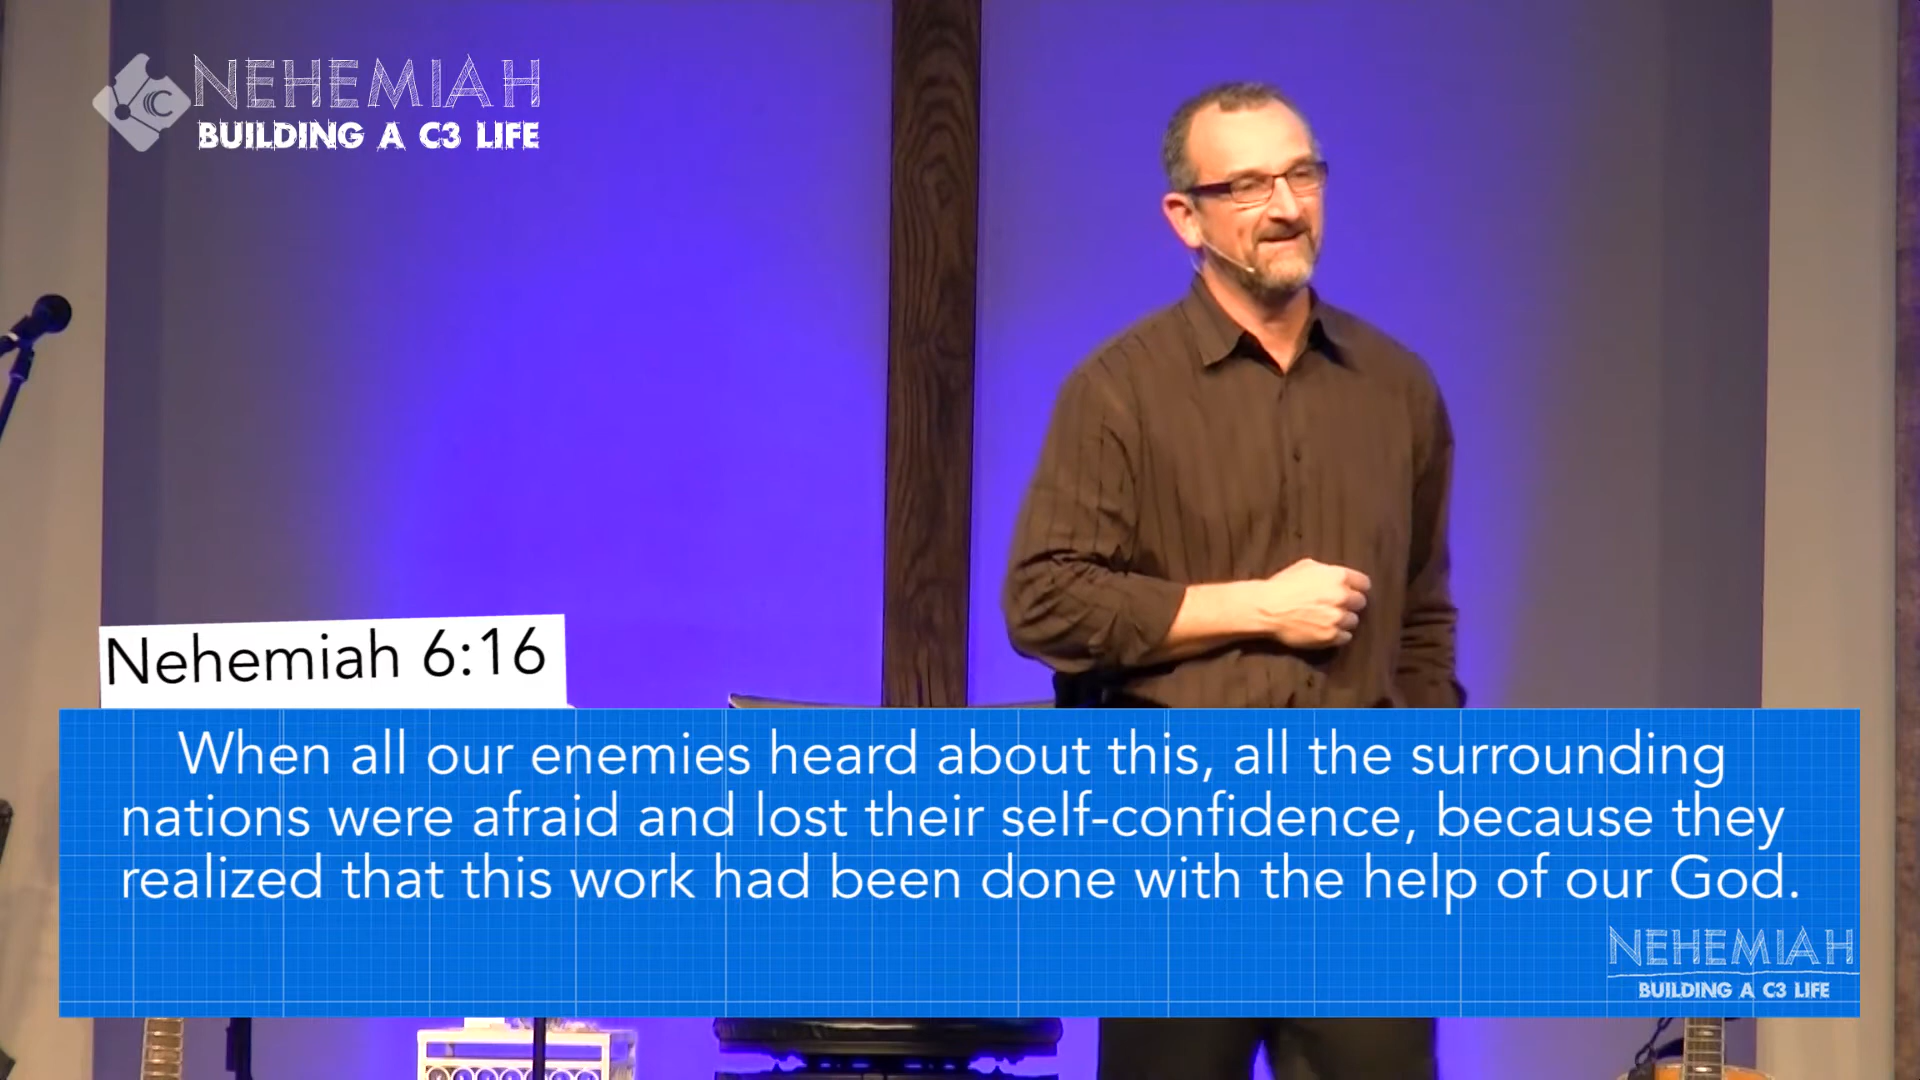 NEHEMIAH
BUILDING A C3 LIFE
Nehemiah 6:16
When all our enemies heard about this, all the surrounding
nations were afraid and lost their self-confidence, because they
realized that this work had been done with the help of our God.
NEHEMIAH
BUILDING A C3 LIFE